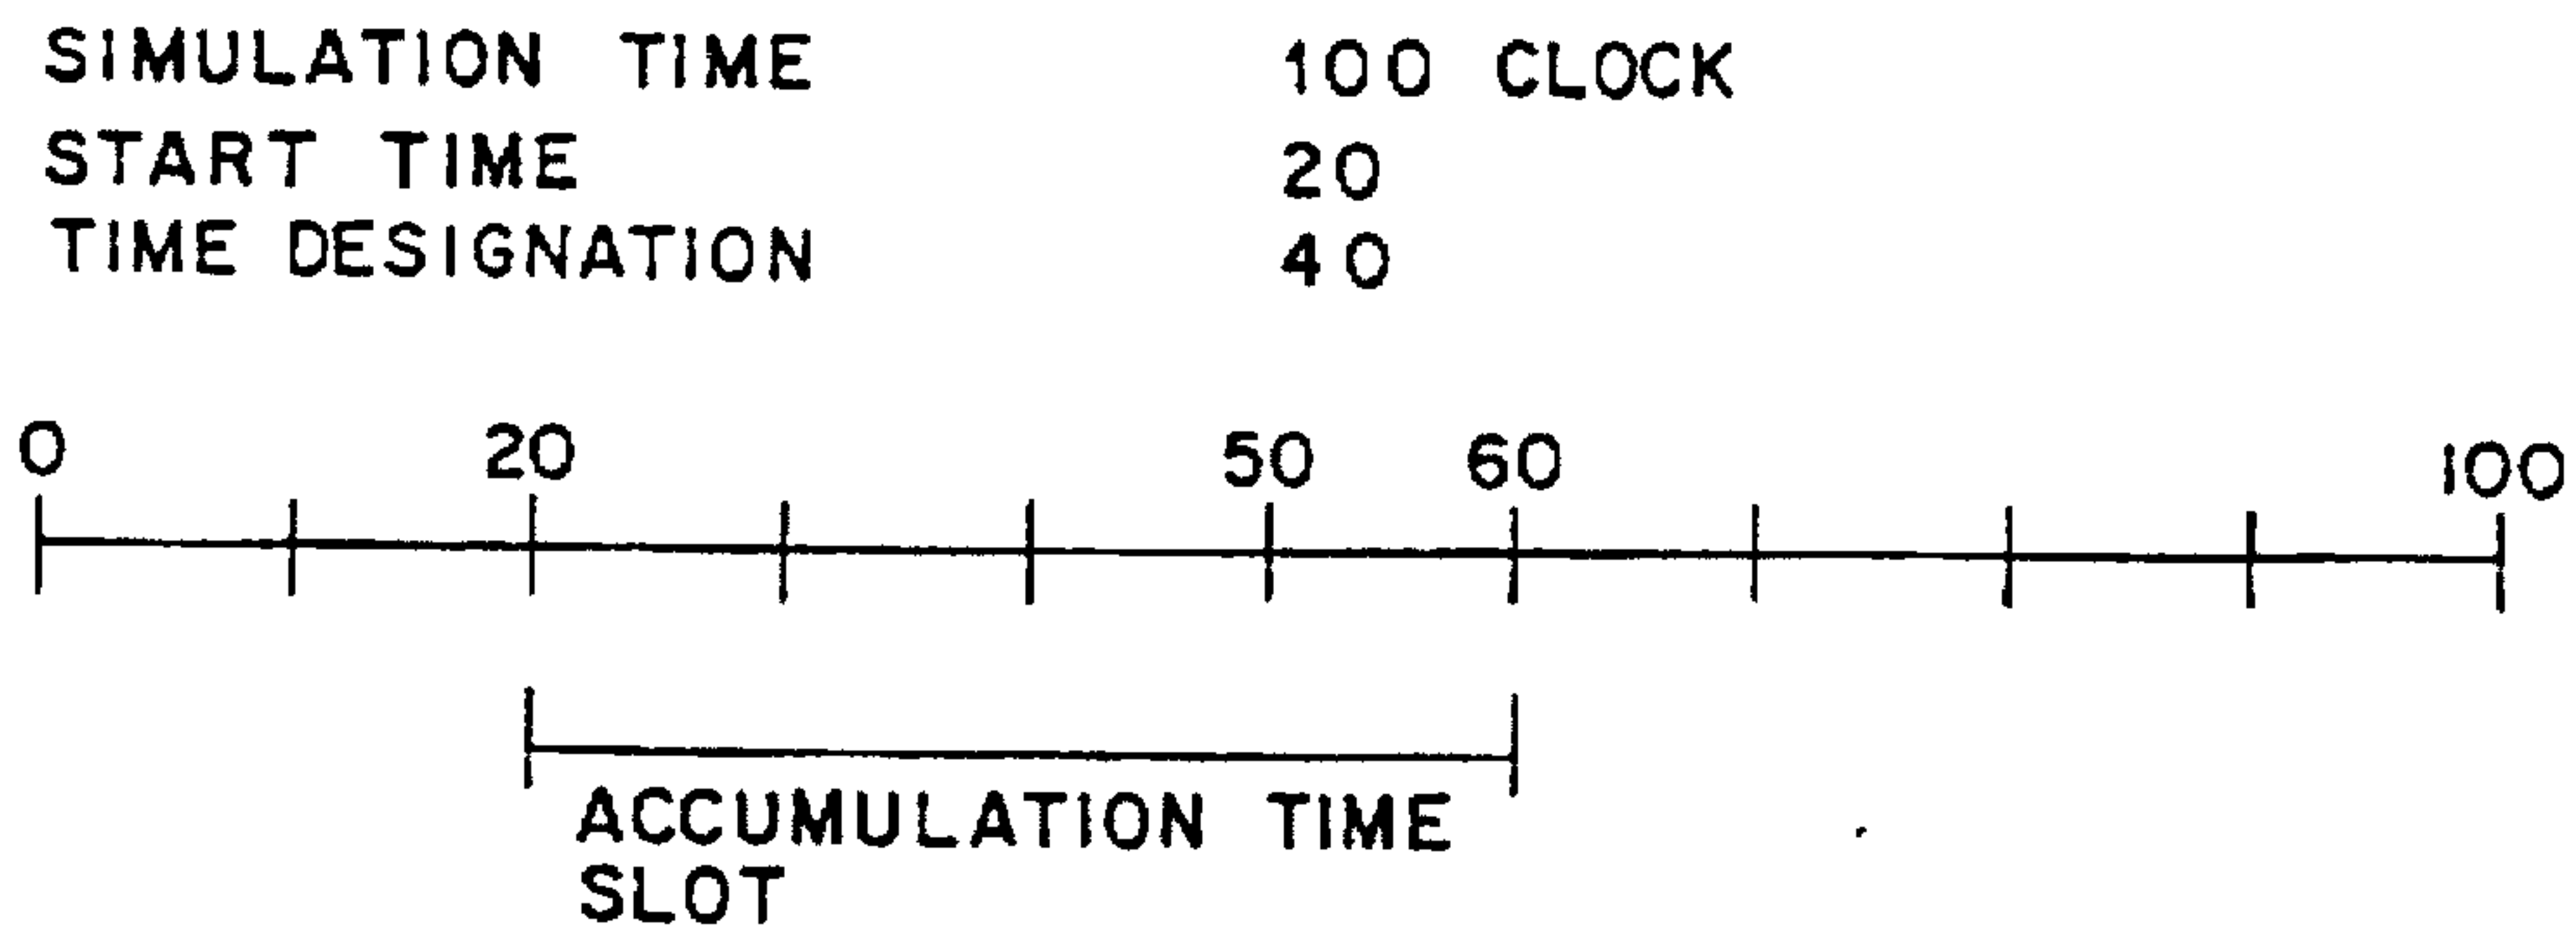 SIMULATION TIME 100 CLOCK
START TIME 20
TIME DESIGNATION 40
0 20 50 60 100
ACCUMULATION TIME
SLOT